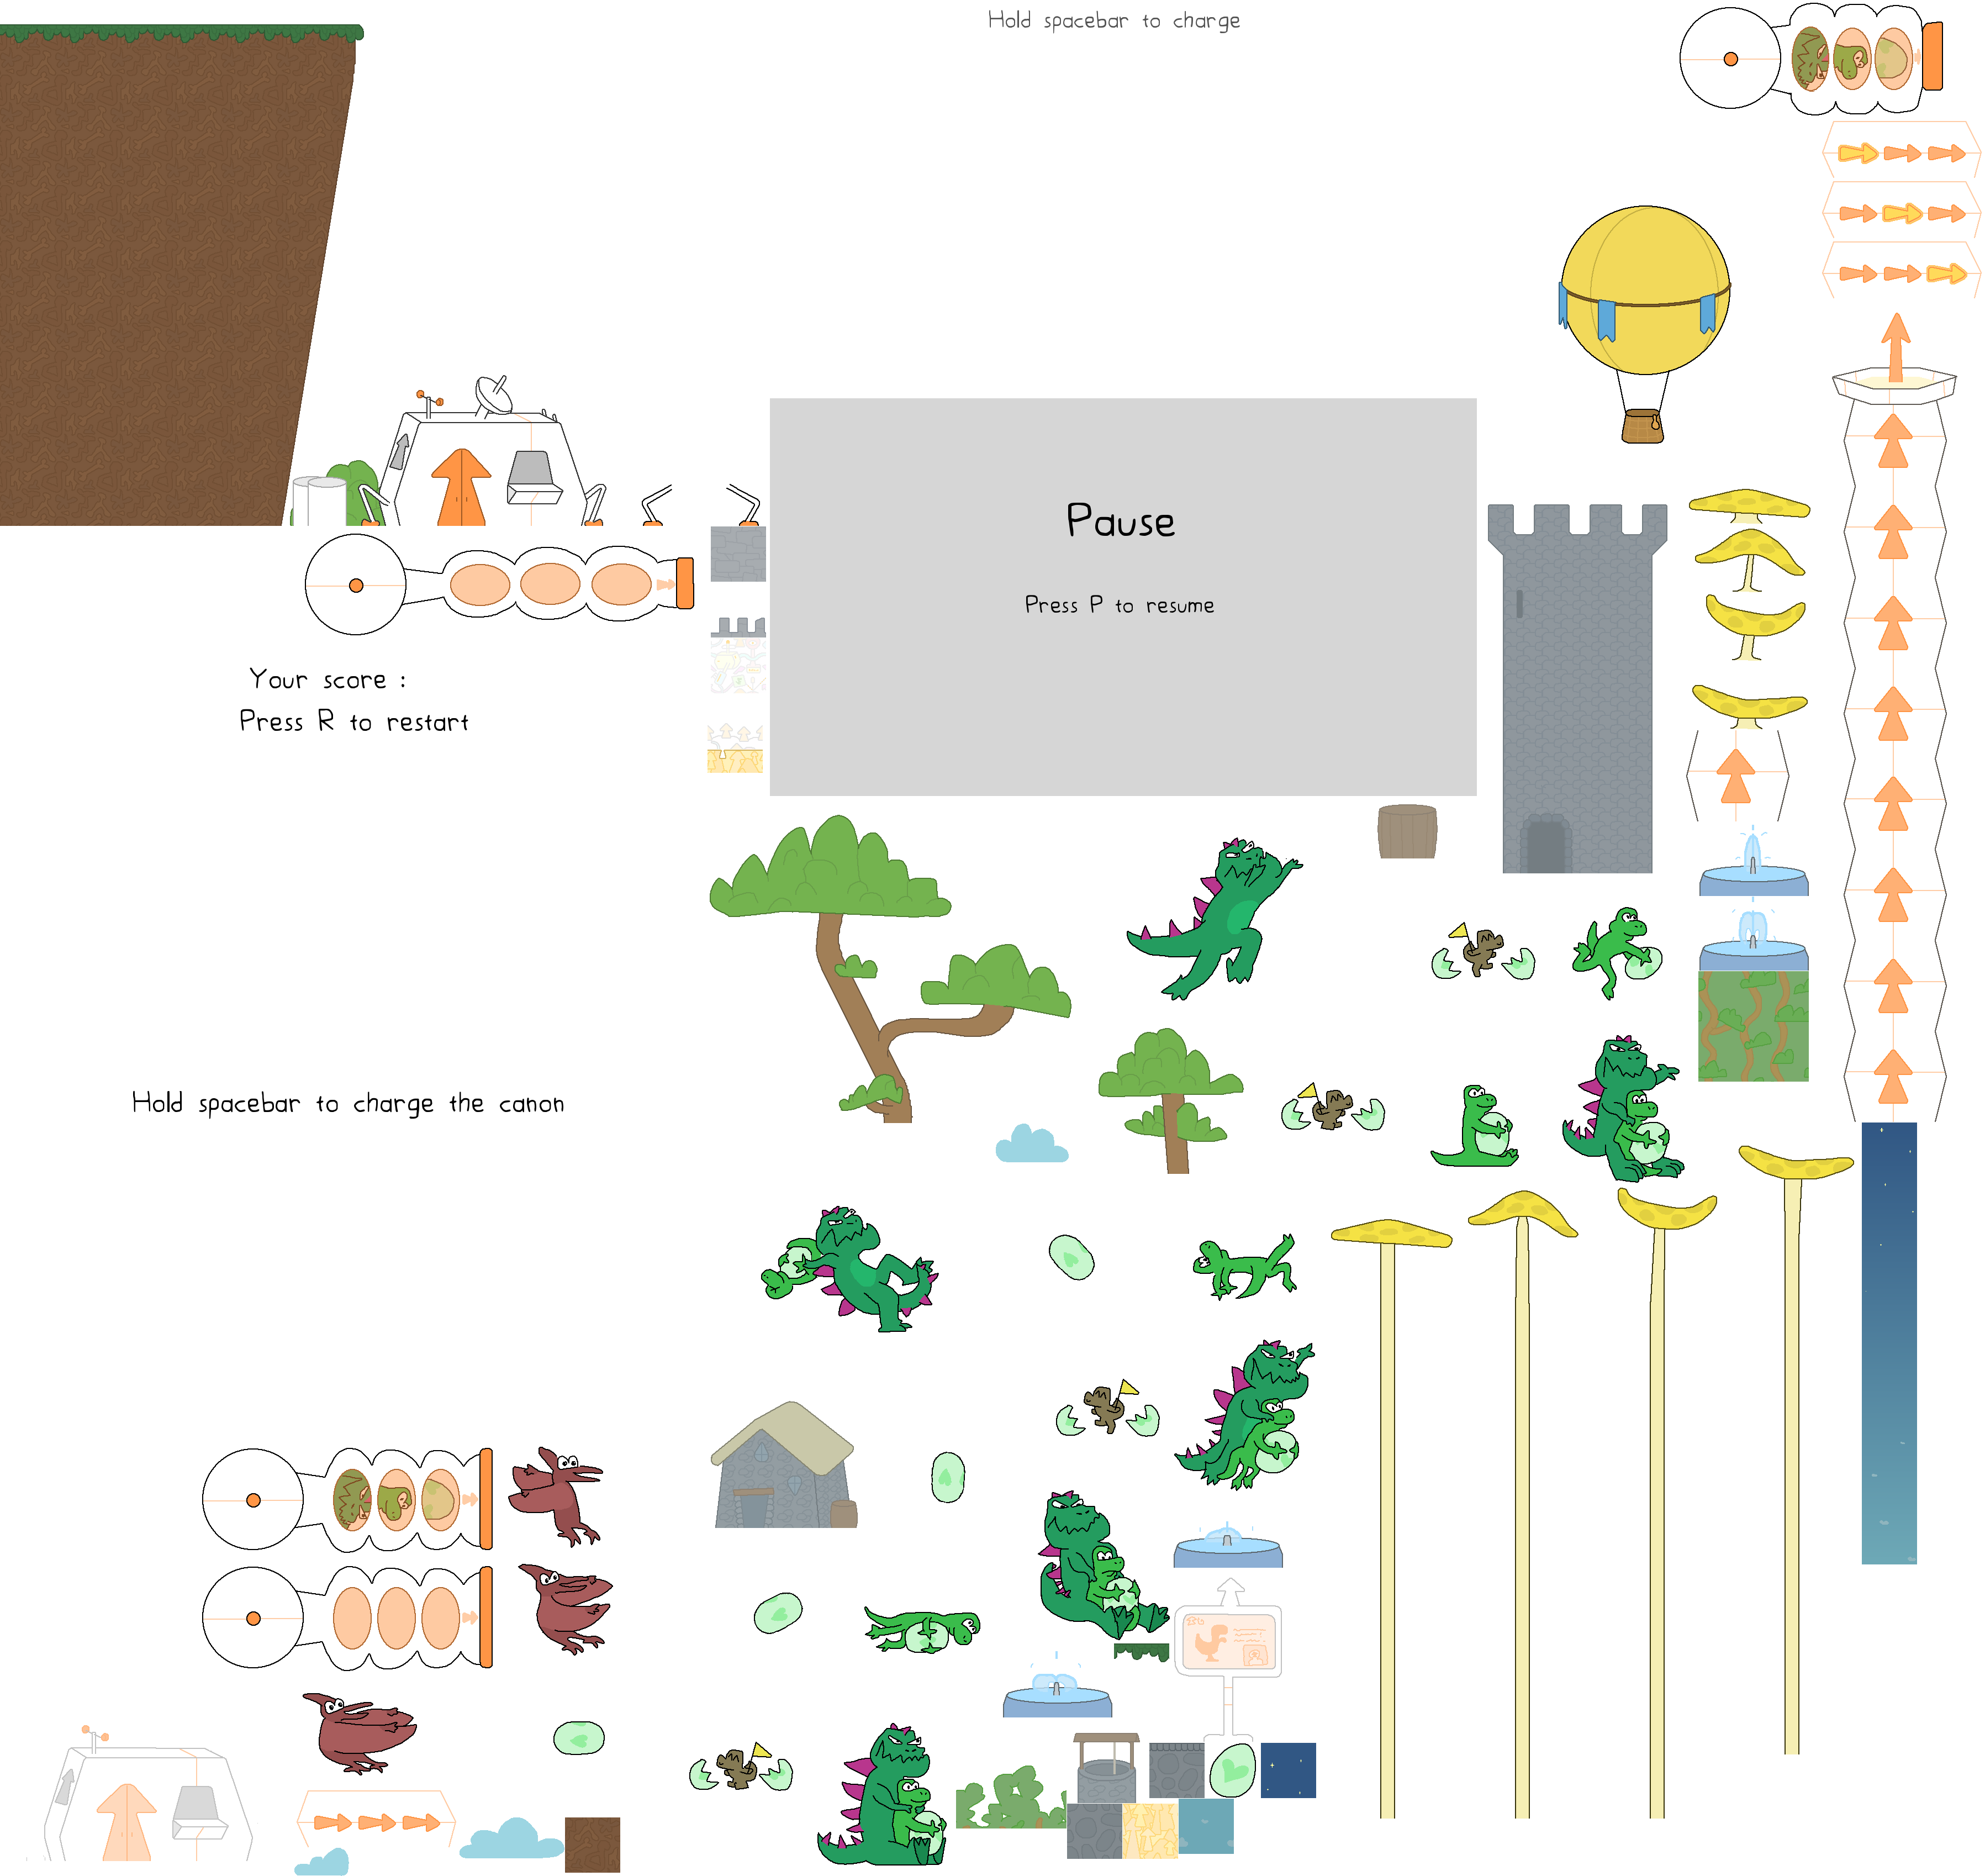 Hold spacebar to charge
Pause
Press P to resume
Your score :
Press R to restart
Hold spacebar to charge the canon